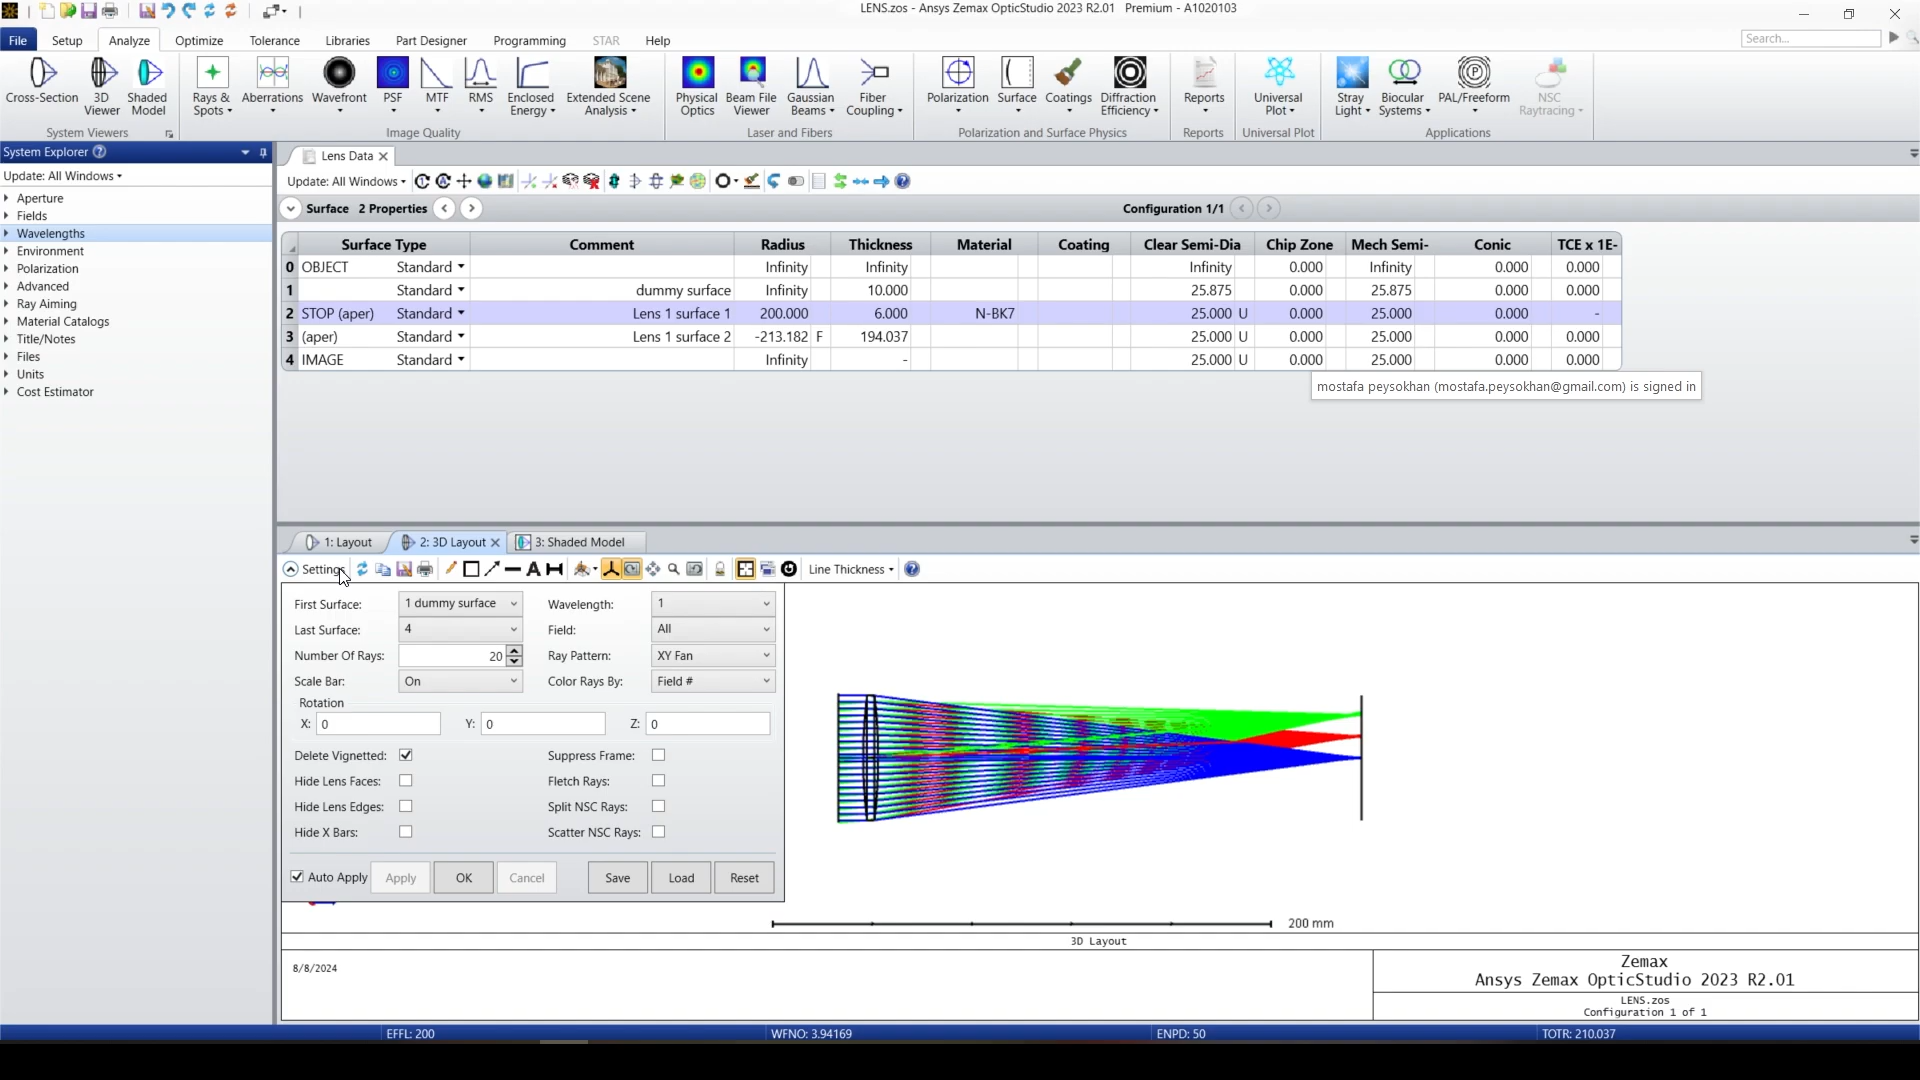 LENS.zos - Ansys Zemax OpticStudio 2023 R2.01 Premium - A1020103
File Setup Analyze Optimize Tolerance Libraries Part Designer Programming STAR Help Search...
Cross-Section 3D Viewer Shaded Model Rays & Spots Aberrations Wavefront PSF MTF RMS Enclosed Energy Extended Scene Analysis Physical Optics Beam File Viewer Gaussian Beams Fiber Coupling Polarization Surface Coatings Diffraction Efficiency Reports Universal Plot Stray Light Biocular Systems PAL/Freeform NSC Raytracing
System Viewers Image Quality Laser and Fibers Polarization and Surface Physics Reports Universal Plot Applications
System Explorer
Update: All Windows
Aperture
Fields
Wavelengths
Environment
Polarization
Advanced
Ray Aiming
Material Catalogs
Title/Notes
Files
Units
Cost Estimator
Lens Data
Update: All Windows
Surface 2 Properties Configuration 1/1
Surface Type Comment Radius Thickness Material Coating Clear Semi-Dia Chip Zone Mech Semi- Conic TCE x 1E-
0 OBJECT Standard Infinity Infinity Infinity 0.000 Infinity 0.000 0.000
1 Standard dummy surface Infinity 10.000 25.875 0.000 25.875 0.000 0.000
2 STOP (aper) Standard Lens 1 surface 1 200.000 6.000 N-BK7 25.000 U 0.000 25.000 0.000 -
3 (aper) Standard Lens 1 surface 2 -213.182 F 194.037 25.000 U 0.000 25.000 0.000 0.000
4 IMAGE Standard Infinity - 25.000 U 0.000 25.000 0.000 0.000
mostafa peysokhan (mostafa.peysokhan@gmail.com) is signed in
1: Layout 2: 3D Layout 3: Shaded Model
Settings Line Thickness
First Surface: 1 dummy surface Wavelength: 1
Last Surface: 4 Field: All
Number Of Rays: 20 Ray Pattern: XY Fan
Scale Bar: On Color Rays By: Field #
Rotation
X: 0 Y: 0 Z: 0
Delete Vignetted: Suppress Frame:
Hide Lens Faces: Fletch Rays:
Hide Lens Edges: Split NSC Rays:
Hide X Bars: Scatter NSC Rays:
Auto Apply Apply OK Cancel Save Load Reset
200 mm
3D Layout
8/8/2024
Zemax
Ansys Zemax OpticStudio 2023 R2.01
LENS.zos
Configuration 1 of 1
EFFL: 200 WFNO: 3.94169 ENPD: 50 TOTR: 210.037